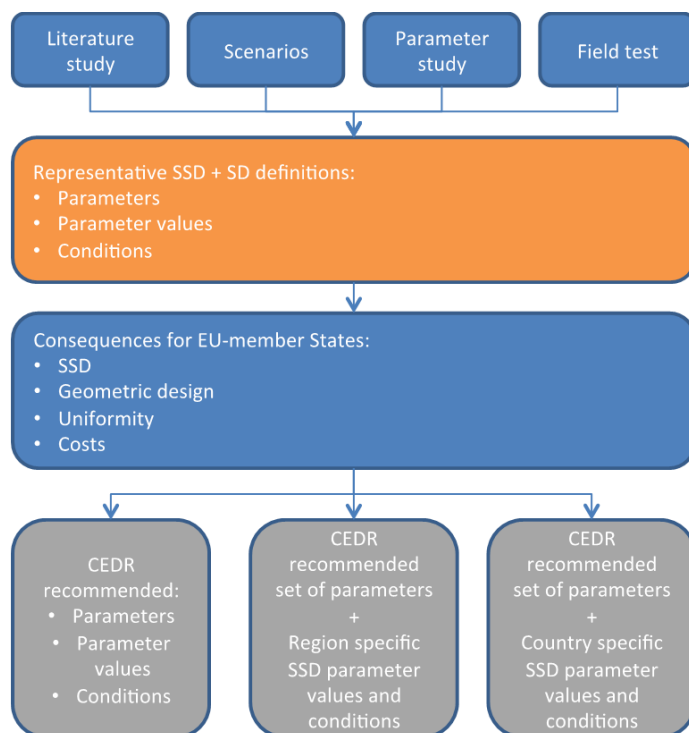 Literature
study
Scenarios
Parameter
study
Field test
Representative SSD + SD definitions:
• Parameters
• Parameter values
• Conditions
Consequences for EU-member States:
• SSD
• Geometric design
• Uniformity
• Costs
CEDR
recommended:
• Parameters
• Parameter
values
• Conditions
CEDR
recommended
set of parameters
+
Region specific
SSD parameter
values and
conditions
CEDR
recommended
set of parameters
+
Country specific
SSD parameter
values and
conditions